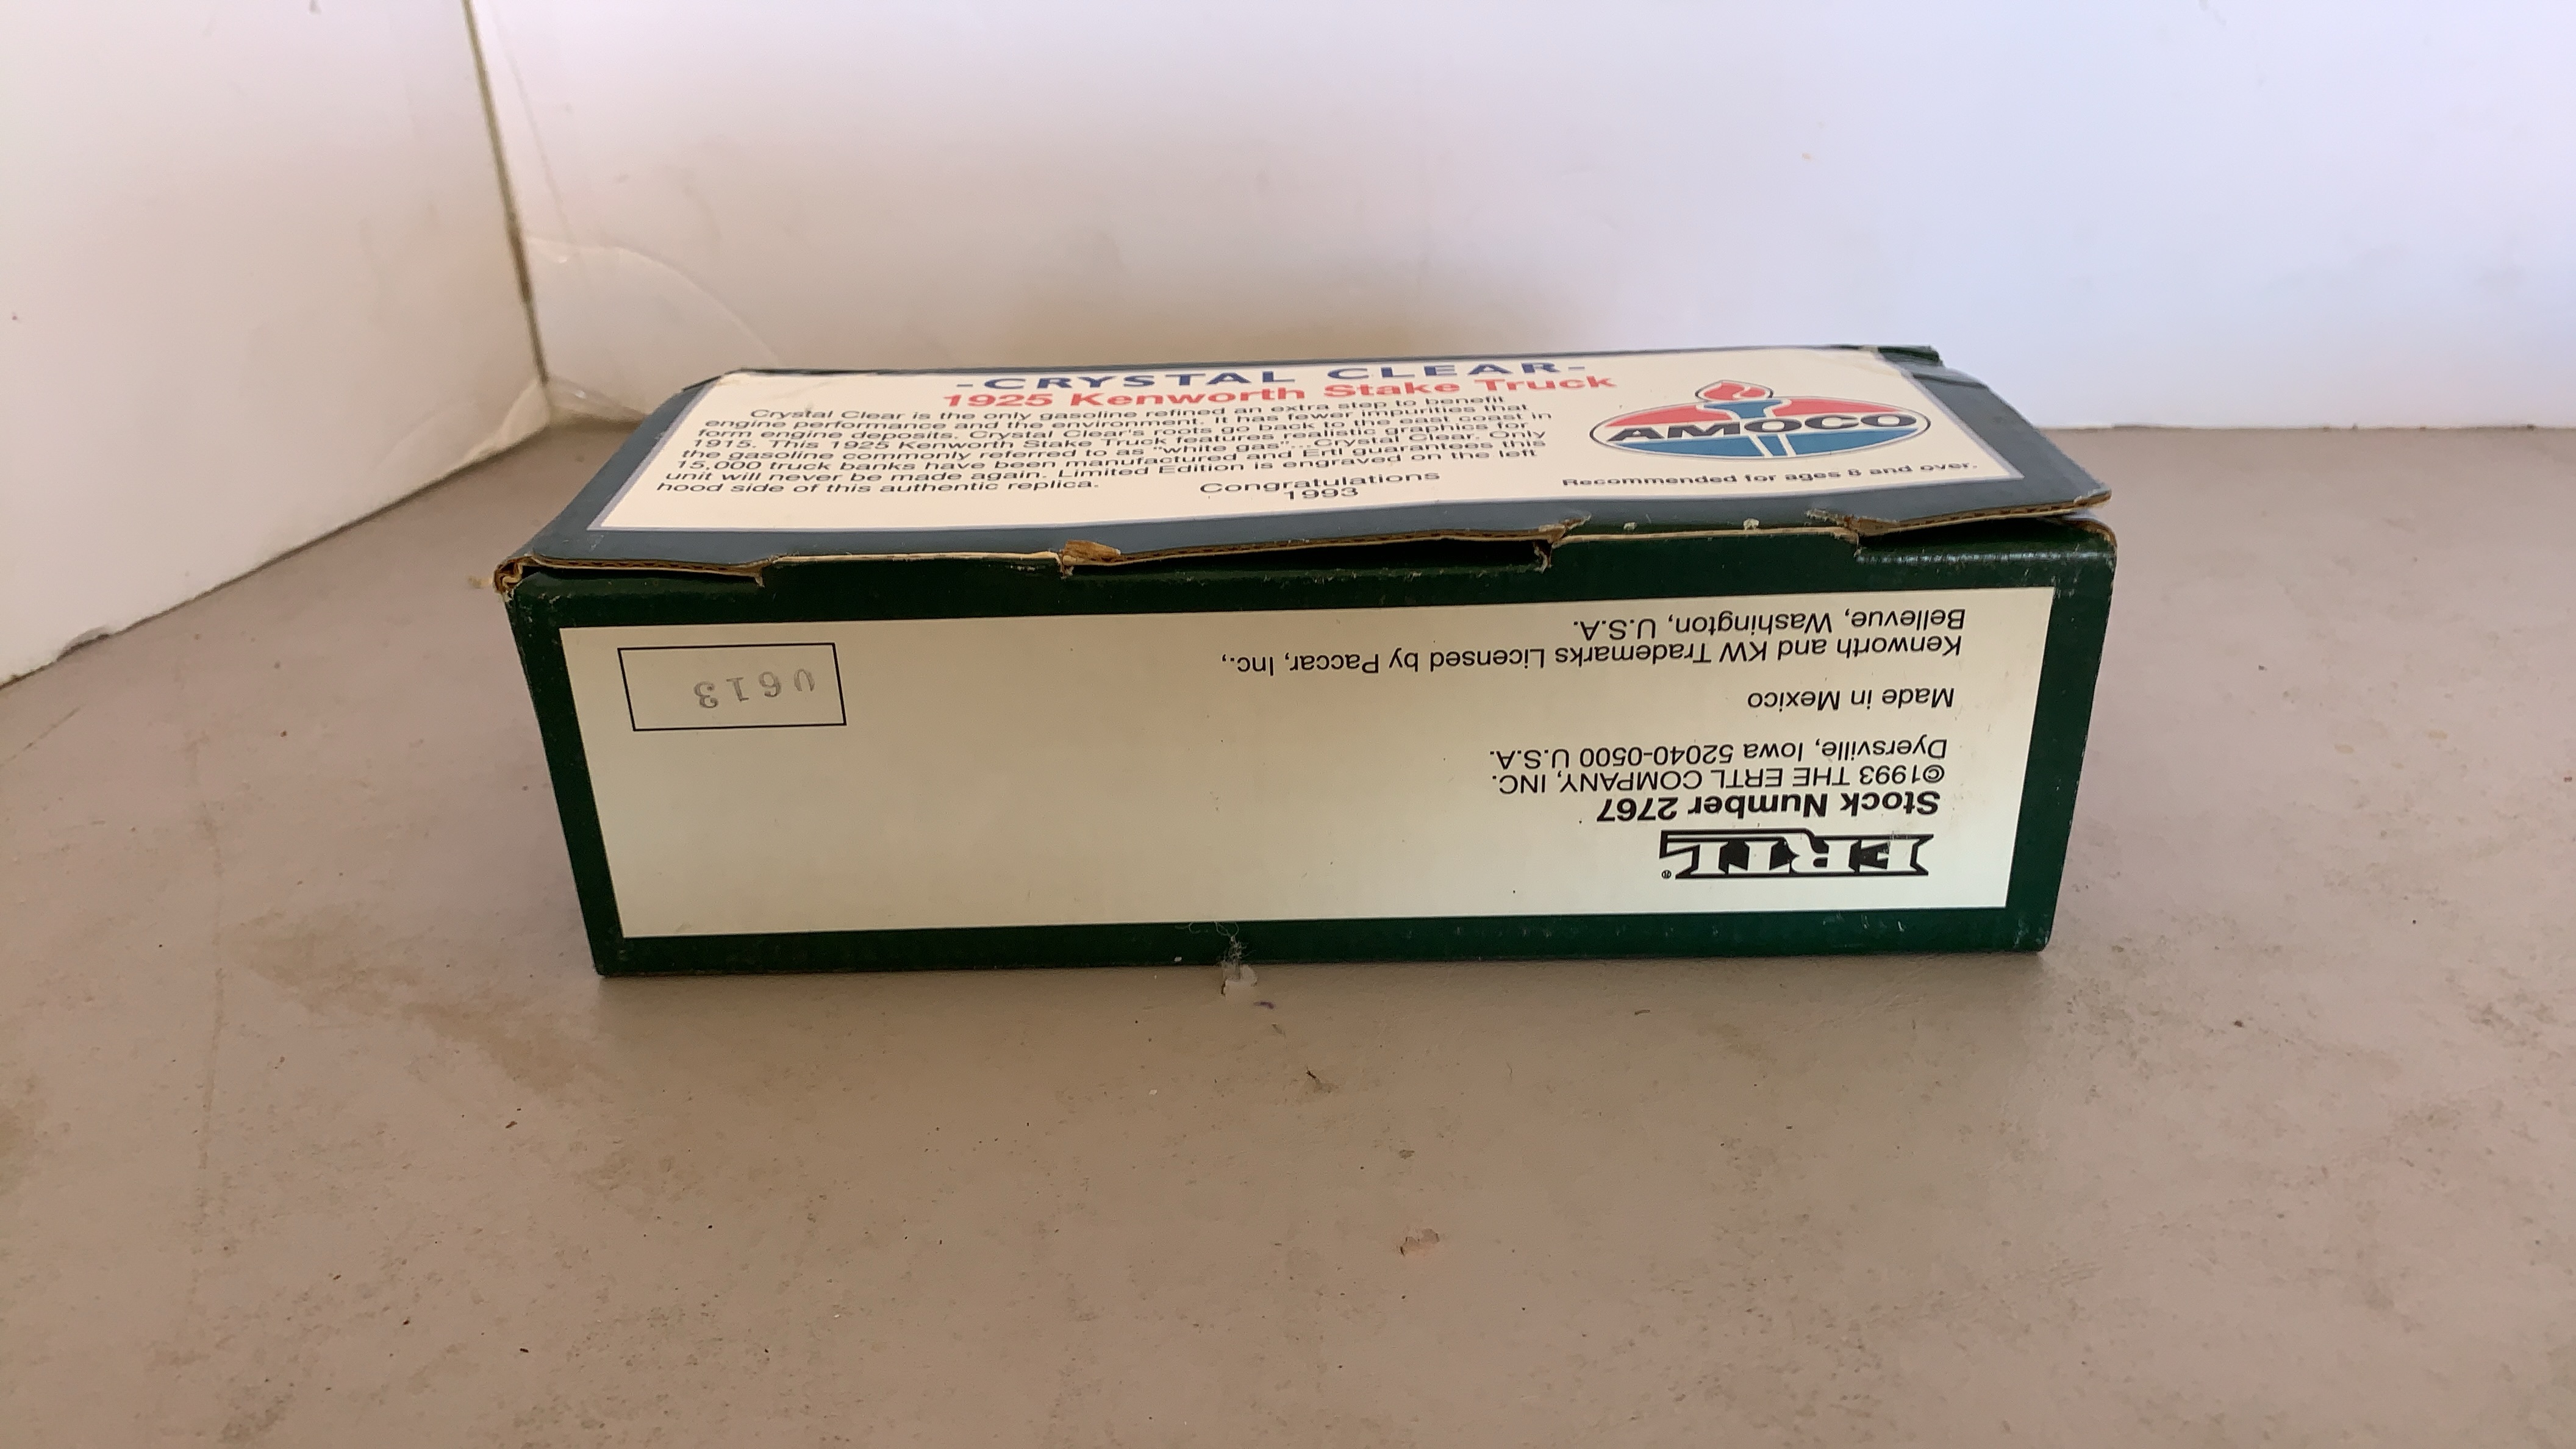 -CRYSTAL CLEAR-
1925 Kenworth Stake Truck
Crystal Clear is the only gasoline refined an extra step to benefit
engine performance and the environment. It has fewer impurities that
form engine deposits. Crystal Clear's roots go back to the east coast in
1915. This 1925 Kenworth Stake Truck features realistic graphics for
the gasoline commonly referred to as "white gas"...Crystal Clear. Only
15,000 truck banks have been manufactured and Ertl guarantees this
unit will never be made again. Limited Edition is engraved on the left
hood side of this authentic replica.
Congratulations
1993
AMOCO
Recommended for ages 8 and over.
ERTL®
Stock Number 2767
©1993 THE ERTL COMPANY, INC.
Dyersville, Iowa 52040-0500 U.S.A.
Made in Mexico
Kenworth and KW Trademarks Licensed by Paccar, Inc.,
Bellevue, Washington, U.S.A.
0613